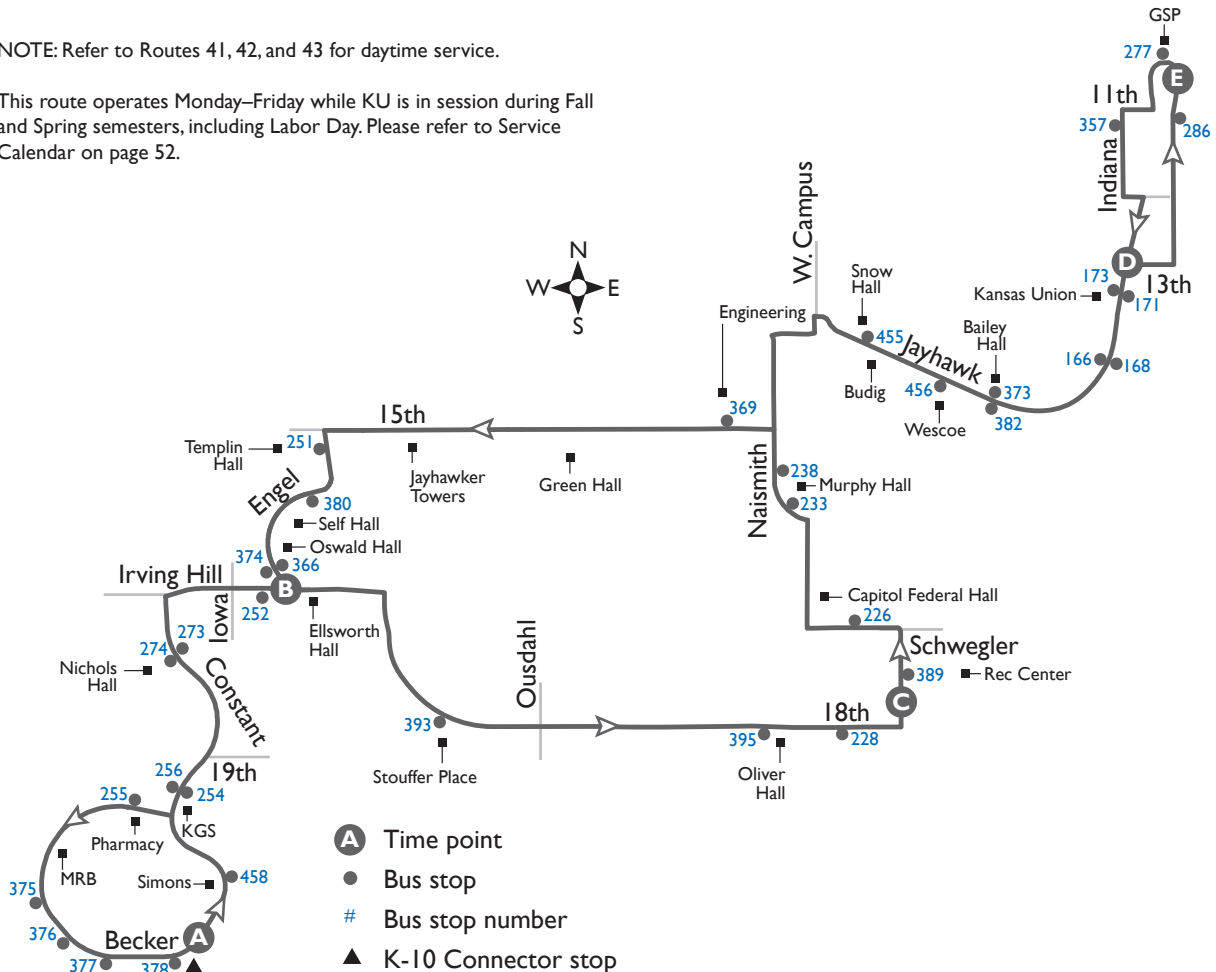 NOTE: Refer to Routes 41, 42, and 43 for daytime service.
This route operates Monday–Friday while KU is in session during Fall
and Spring semesters, including Labor Day. Please refer to Service
Calendar on page 52.
GSP
277
E
11th
357
286
Indiana
W. Campus
N
W
E
S
D
13th
173
171
Kansas Union
Snow
Hall
Engineering
455
Jayhawk
Bailey
Hall
166
168
Budig
456
373
382
Wescoe
369
15th
Templin
Hall
251
Jayhawker
Towers
Green Hall
Naismith
238
Murphy Hall
233
Engel
380
Self Hall
Oswald Hall
374
366
Irving Hill
B
252
Iowa
Ellsworth
Hall
Capitol Federal Hall
226
Schwegler
389
Rec Center
C
273
274
Nichols
Hall
Constant
Ousdahl
393
Stouffer Place
18th
395
228
Oliver
Hall
19th
256
254
255
KGS
Pharmacy
MRB
Simons
458
375
376
Becker
A
377
378
A
Time point
Bus stop
#
Bus stop number
K-10 Connector stop